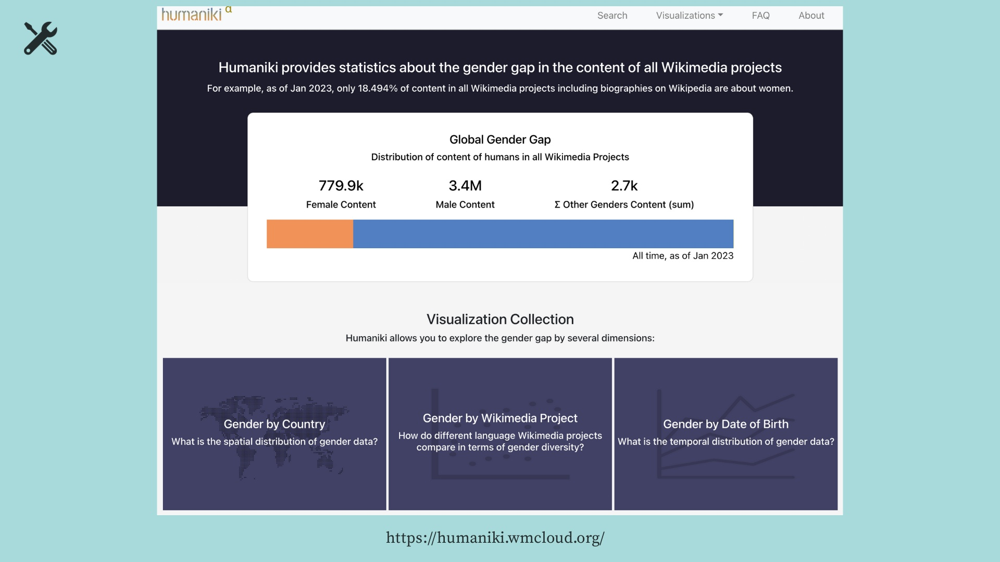 humaniki α
Search Visualizations FAQ About
Humaniki provides statistics about the gender gap in the content of all Wikimedia projects
For example, as of Jan 2023, only 18.494% of content in all Wikimedia projects including biographies on Wikipedia are about women.
Global Gender Gap
Distribution of content of humans in all Wikimedia Projects
779.9k 3.4M 2.7k
Female Content Male Content Σ Other Genders Content (sum)
All time, as of Jan 2023
Visualization Collection
Humaniki allows you to explore the gender gap by several dimensions:
Gender by Country
What is the spatial distribution of gender data?
Gender by Wikimedia Project
How do different language Wikimedia projects
compare in terms of gender diversity?
Gender by Date of Birth
What is the temporal distribution of gender data?
https://humaniki.wmcloud.org/